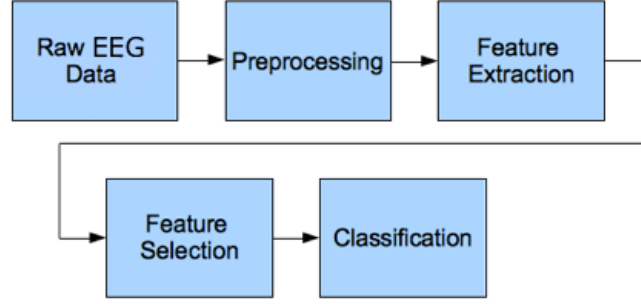 Raw EEG
Data
Preprocessing
Feature
Extraction
Feature
Selection
Classification